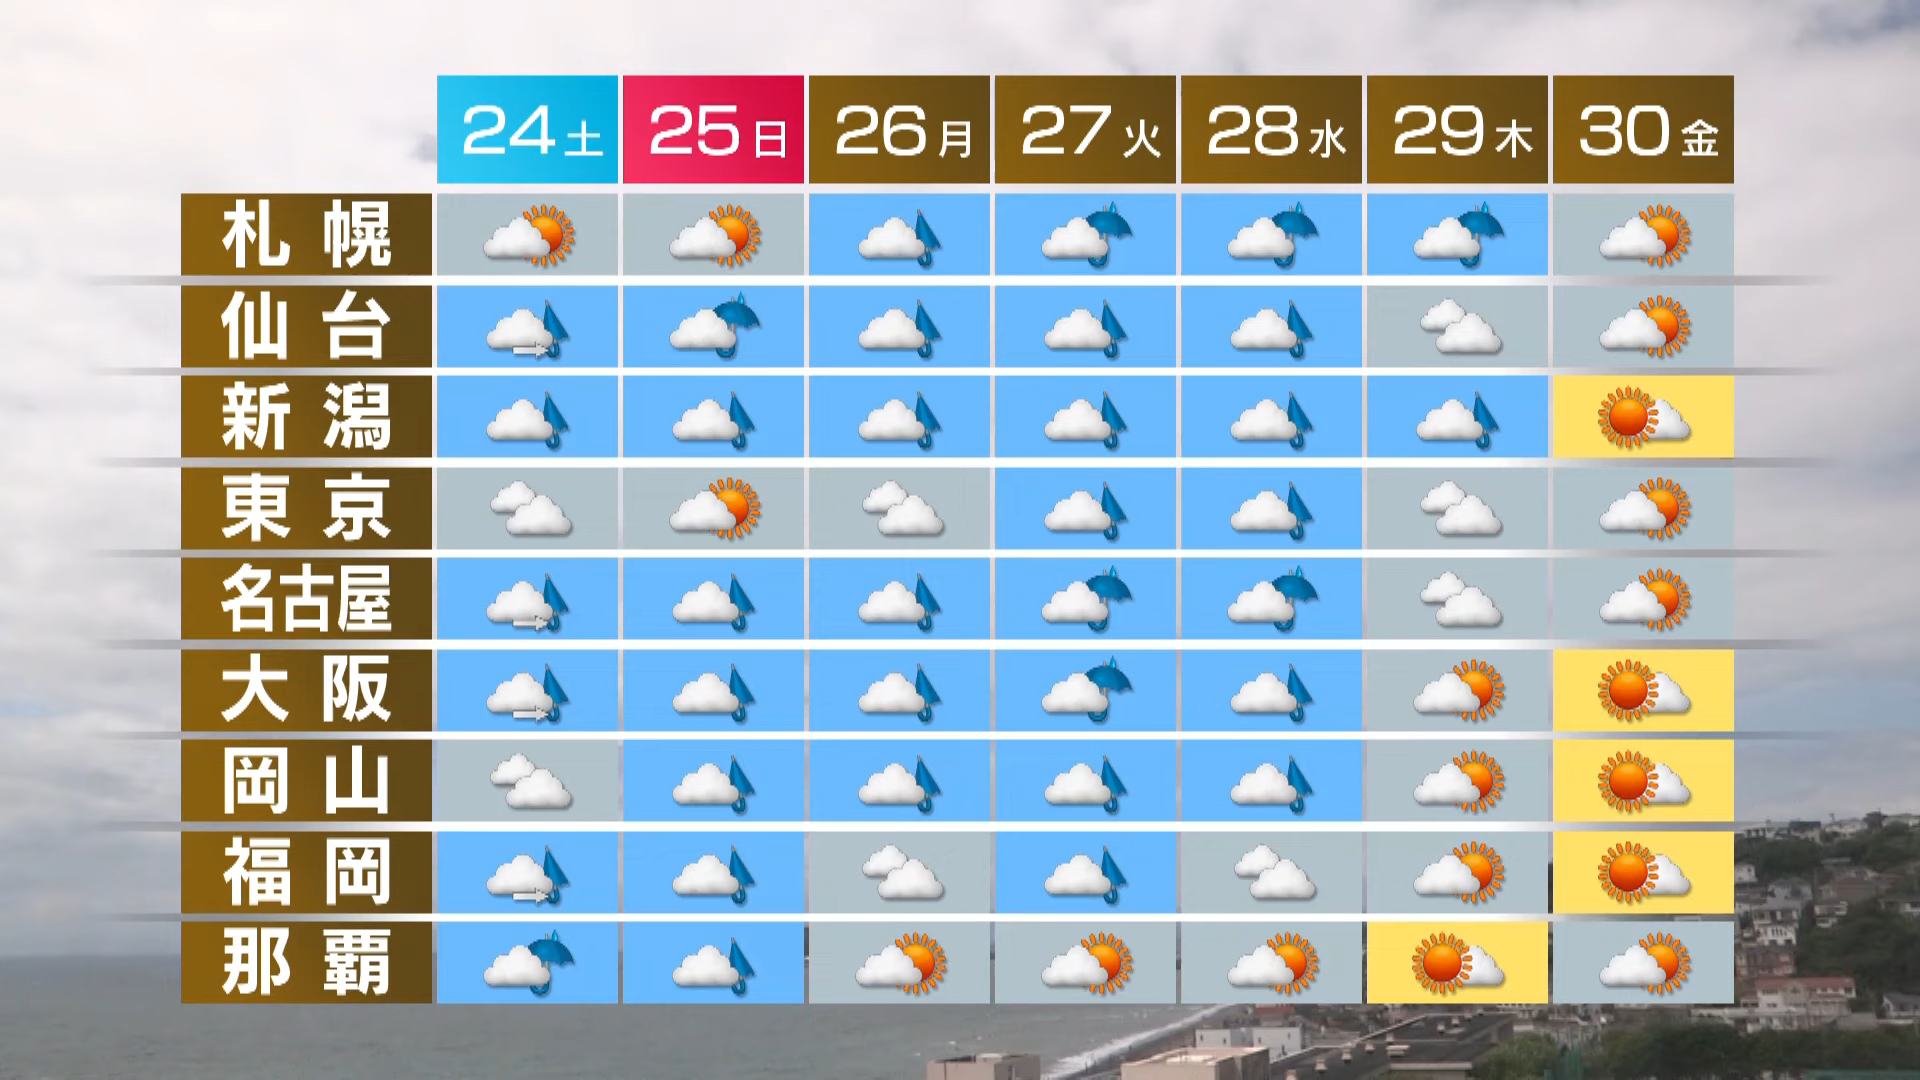 24土 25日 26月 27火 28水 29木 30金
札幌
仙台
新潟
東京
名古屋
大阪
岡山
福岡
那覇